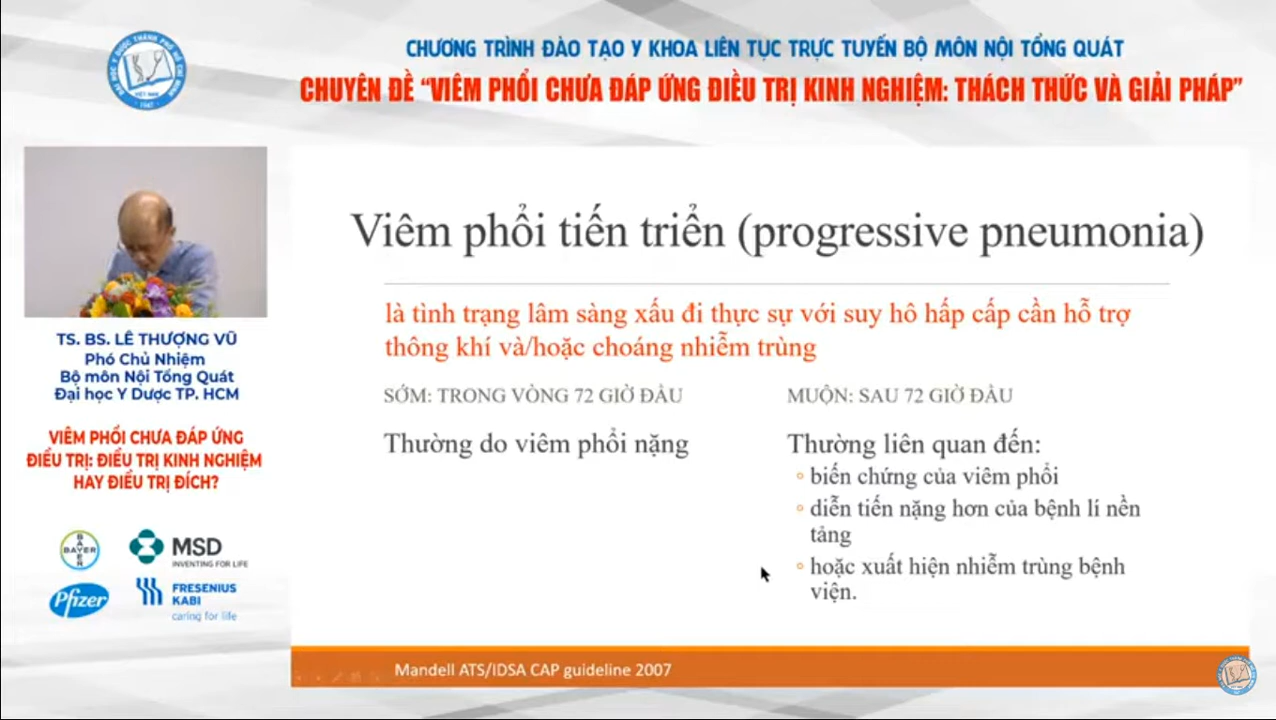 CHƯƠNG TRÌNH ĐÀO TẠO Y KHOA LIÊN TỤC TRỰC TUYẾN BỘ MÔN NỘI TỔNG QUÁT
CHUYÊN ĐỀ “VIÊM PHỔI CHƯA ĐÁP ỨNG ĐIỀU TRỊ KINH NGHIỆM: THÁCH THỨC VÀ GIẢI PHÁP”
TS. BS. LÊ THƯỢNG VŨ
Phó Chủ Nhiệm
Bộ môn Nội Tổng Quát
Đại học Y Dược TP. HCM
VIÊM PHỔI CHƯA ĐÁP ỨNG
ĐIỀU TRỊ: ĐIỀU TRỊ KINH NGHIỆM
HAY ĐIỀU TRỊ ĐÍCH?
BAYER
MSD
INVENTING FOR LIFE
Pfizer
FRESENIUS
KABI
caring for life
Viêm phổi tiến triển (progressive pneumonia)
là tình trạng lâm sàng xấu đi thực sự với suy hô hấp cấp cần hỗ trợ
thông khí và/hoặc choáng nhiễm trùng
SỚM: TRONG VÒNG 72 GIỜ ĐẦU
Thường do viêm phổi nặng
MUỘN: SAU 72 GIỜ ĐẦU
Thường liên quan đến:
biến chứng của viêm phổi
diễn tiến nặng hơn của bệnh lí nền
tảng
hoặc xuất hiện nhiễm trùng bệnh
viện.
Mandell ATS/IDSA CAP guideline 2007